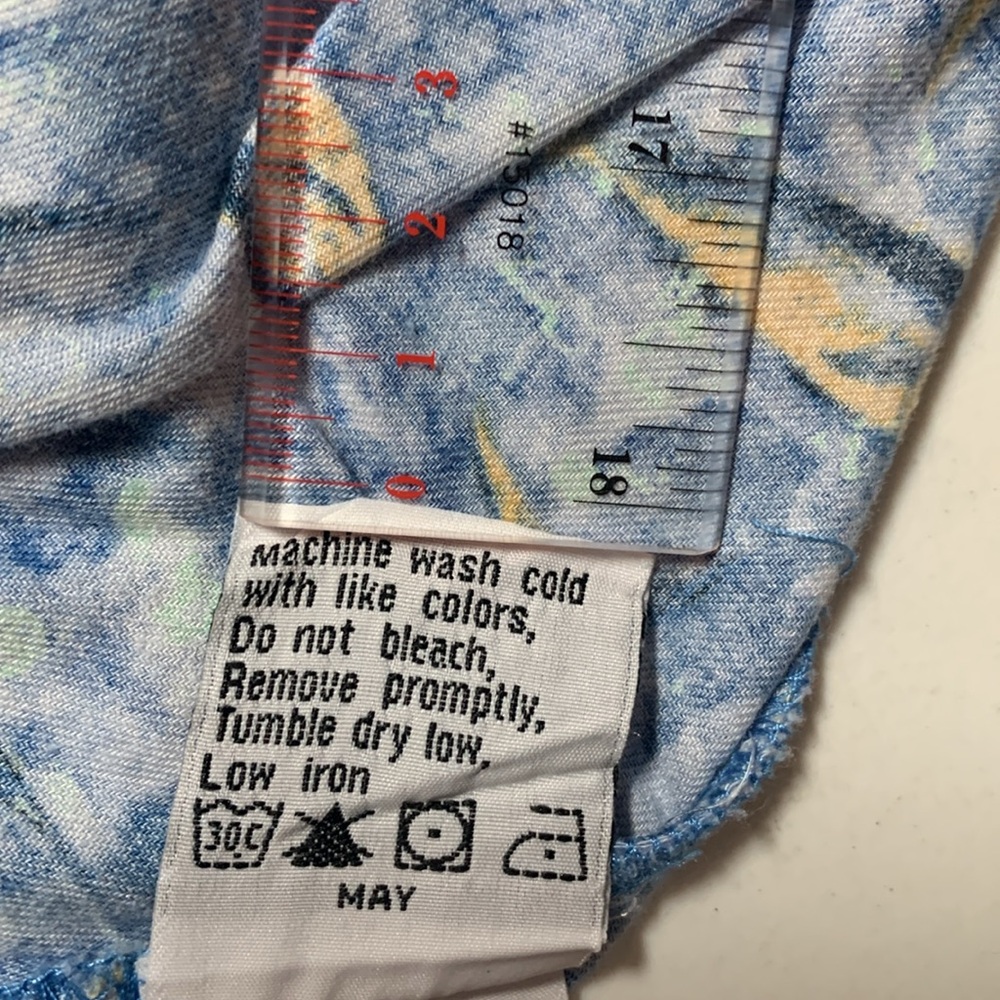 3
17
#15018
2
1
18
0
machine wash cold
with like colors,
Do not bleach,
Remove promptly,
Tumble dry low,
Low iron
30C
MAY